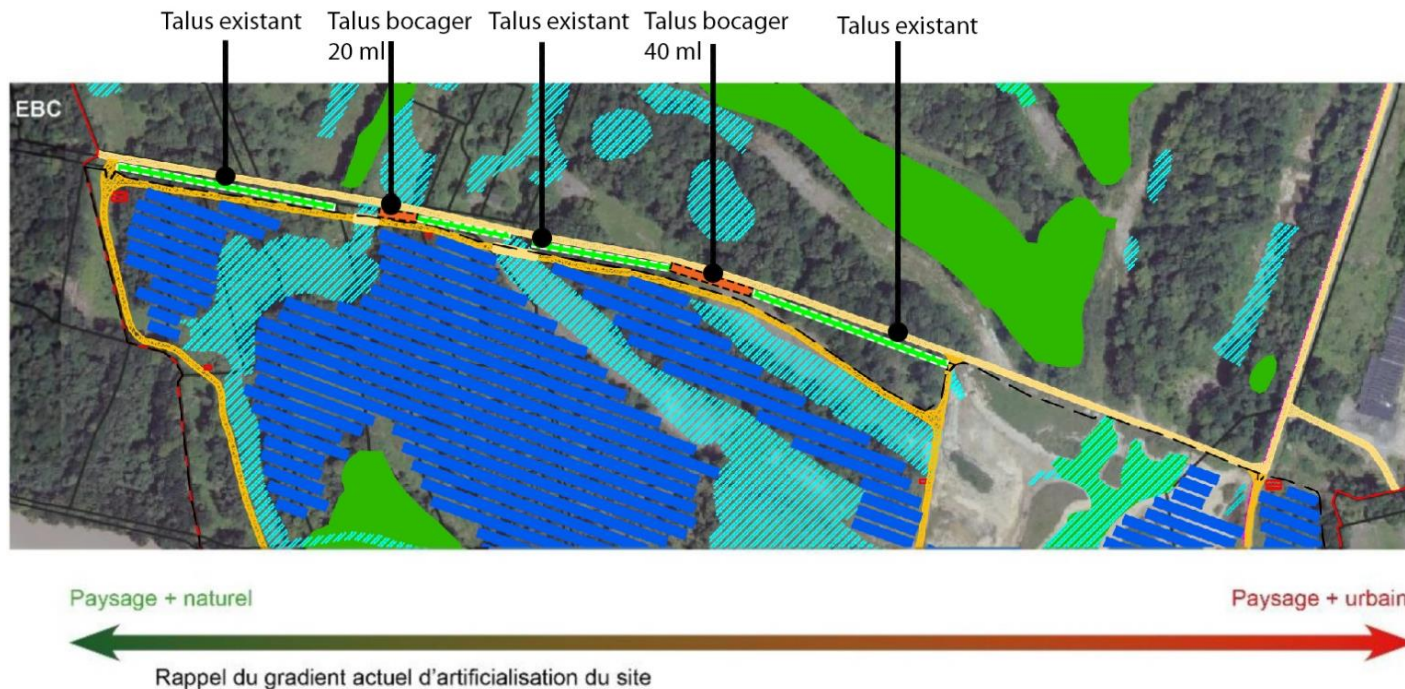 Talus existant
Talus bocager
20 ml
Talus existant
Talus bocager
40 ml
Talus existant
EBC
Paysage + naturel
Paysage + urbain
Rappel du gradient actuel d'artificialisation du site